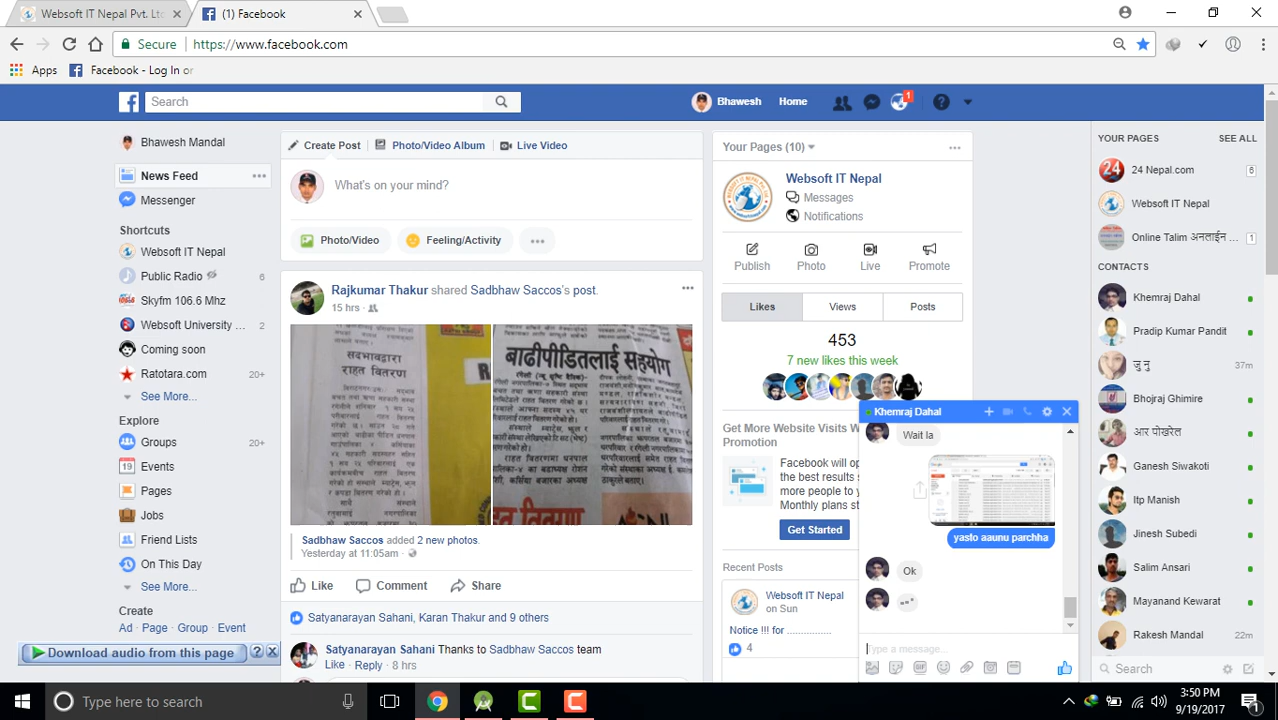 Websoft IT Nepal Pvt. Ltd
(1) Facebook
Secure
https://www.facebook.com
Apps
Facebook - Log In or
Search
Bhawesh
Home
1
Bhawesh Mandal
News Feed
Messenger
Shortcuts
Websoft IT Nepal
Public Radio
6
Skyfm 106.6 Mhz
Websoft University ...
2
Coming soon
Ratotara.com
20+
See More...
Explore
Groups
20+
Events
Pages
Jobs
Friend Lists
On This Day
See More...
Create
Ad · Page · Group · Event
Download audio from this page
Create Post
Photo/Video Album
Live Video
What's on your mind?
Photo/Video
Feeling/Activity
Rajkumar Thakur shared Sadbhaw Saccos's post.
15 hrs ·
सदभावद्वारा
राहत वितरण
बाढीपीडितलाई सहयोग
Sadbhaw Saccos added 2 new photos.
Yesterday at 11:05am ·
Like
Comment
Share
Satyanarayan Sahani, Karan Thakur and 9 others
Satyanarayan Sahani Thanks to Sadbhaw Saccos team
Like · Reply · 8 hrs
Your Pages (10)
Websoft IT Nepal
Messages
Notifications
Publish
Photo
Live
Promote
Likes
Views
Posts
453
7 new likes this week
Get More Website Visits W
Promotion
Facebook will op
the best results s
more people to y
Monthly plans st
Get Started
Recent Posts
Websoft IT Nepal
on Sun
Notice !!! for ................
4
Khemraj Dahal
Wait la
yasto aaunu parchha
Ok
Type a message...
YOUR PAGES
SEE ALL
24 Nepal.com
6
Websoft IT Nepal
Online Talim अनलाईन ...
1
CONTACTS
Khemraj Dahal
Pradip Kumar Pandit
जु नु
37m
Bhojraj Ghimire
आर पोखरेल
Ganesh Siwakoti
Itp Manish
Jinesh Subedi
Salim Ansari
Mayanand Kewarat
Rakesh Mandal
22m
Search
Type here to search
3:50 PM
9/19/2017